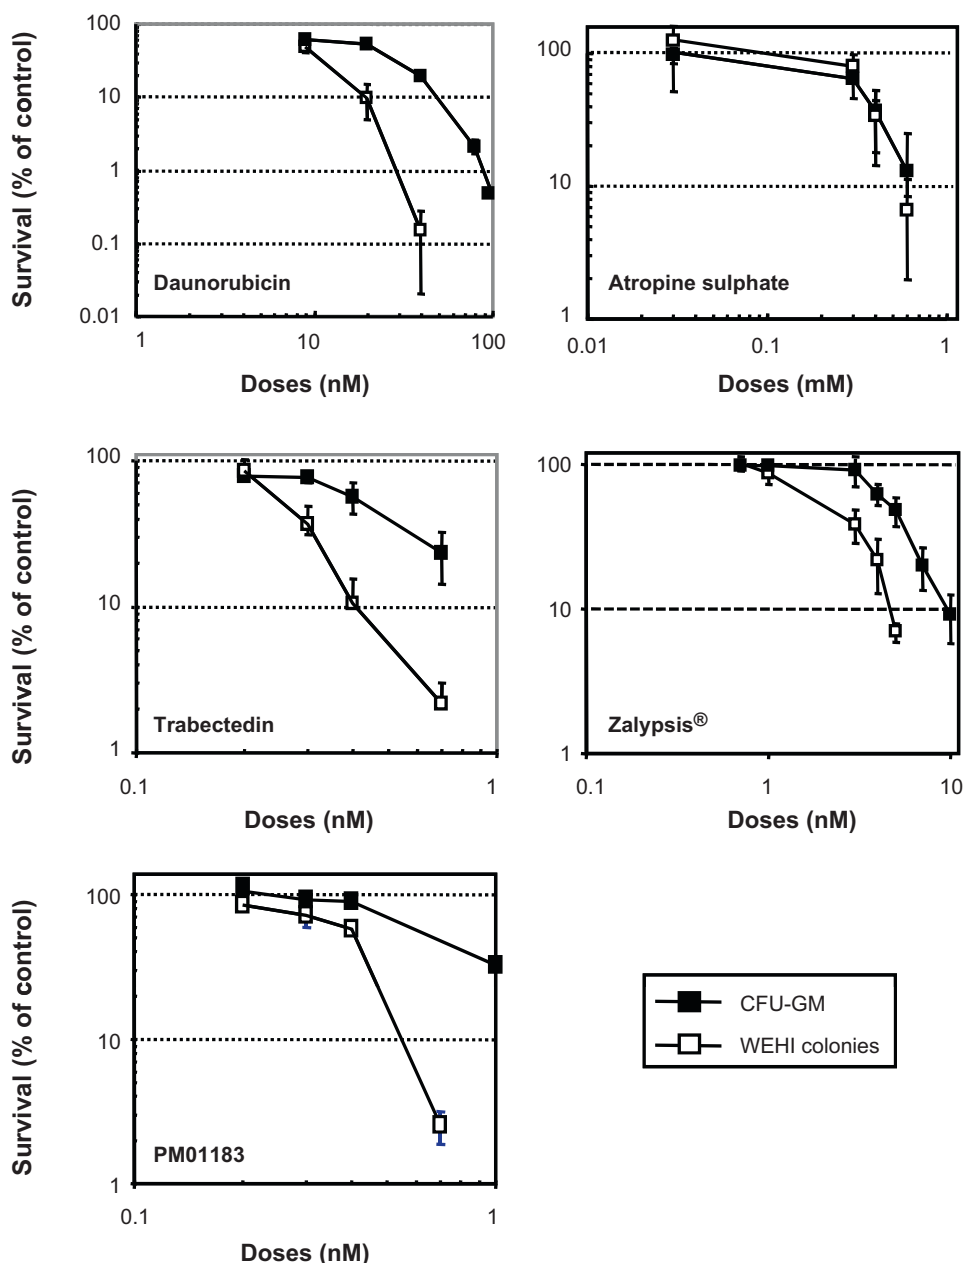 Survival (% of control)
100
10
1
0.1
0.01
Daunorubicin
1
10
100
Doses (nM)
100
10
1
Atropine sulphate
0.01
0.1
1
Doses (mM)
Survival (% of control)
100
10
1
Trabectedin
0.1
1
Doses (nM)
100
10
1
Zalypsis®
0.1
1
10
Doses (nM)
Survival (% of control)
100
10
1
PM01183
0.1
1
Doses (nM)
CFU-GM
WEHI colonies